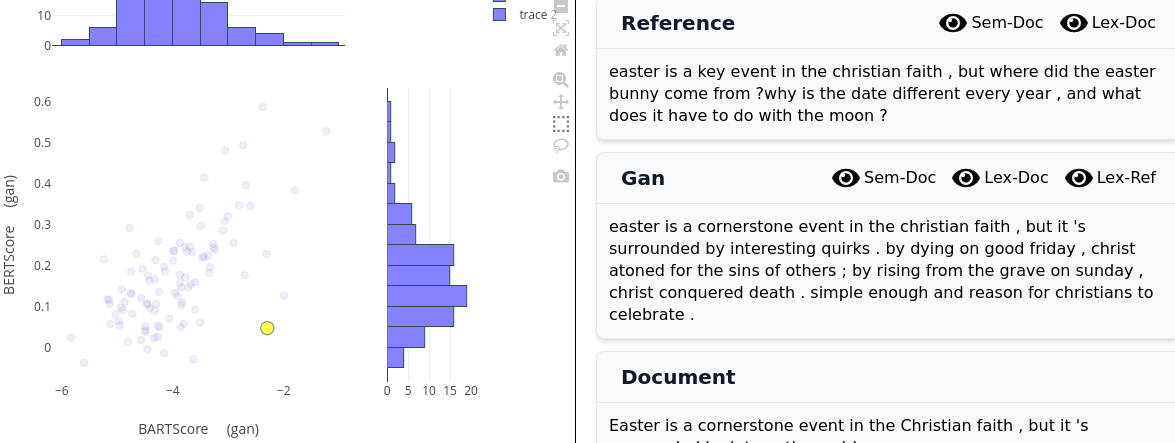 10
0
trace 2
0.6
0.5
0.4
0.3
0.2
0.1
0
BERTScore (gan)
−6
−4
−2
BARTScore (gan)
0
5
10
15
20
Reference
Sem-Doc
Lex-Doc
easter is a key event in the christian faith , but where did the easter
bunny come from ?why is the date different every year , and what
does it have to do with the moon ?
Gan
Sem-Doc
Lex-Doc
Lex-Ref
easter is a cornerstone event in the christian faith , but it 's
surrounded by interesting quirks . by dying on good friday , christ
atoned for the sins of others ; by rising from the grave on sunday ,
christ conquered death . simple enough and reason for christians to
celebrate .
Document
Easter is a cornerstone event in the Christian faith , but it 's